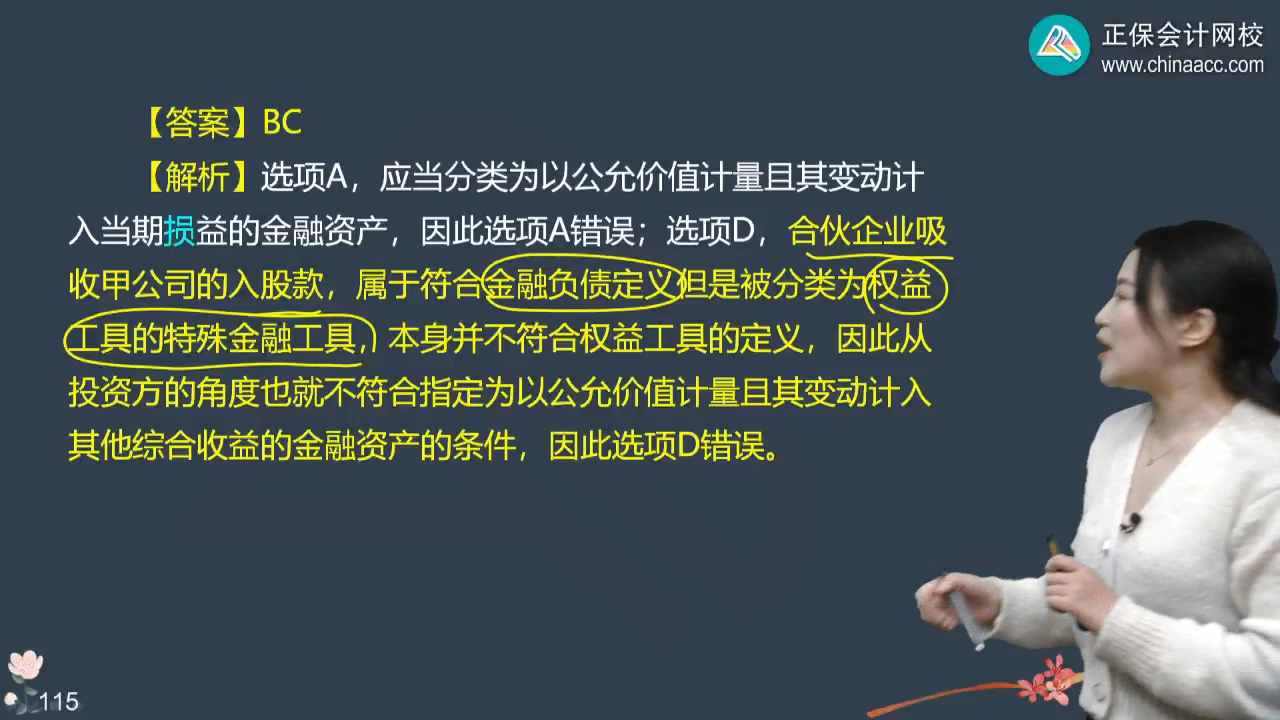 正保会计网校
www.chinaacc.com
【答案】BC
【解析】选项A，应当分类为以公允价值计量且其变动计
入当期损益的金融资产，因此选项A错误；选项D，合伙企业吸
收甲公司的入股款，属于符合金融负债定义但是被分类为权益
工具的特殊金融工具，本身并不符合权益工具的定义，因此从
投资方的角度也就不符合指定为以公允价值计量且其变动计入
其他综合收益的金融资产的条件，因此选项D错误。
115